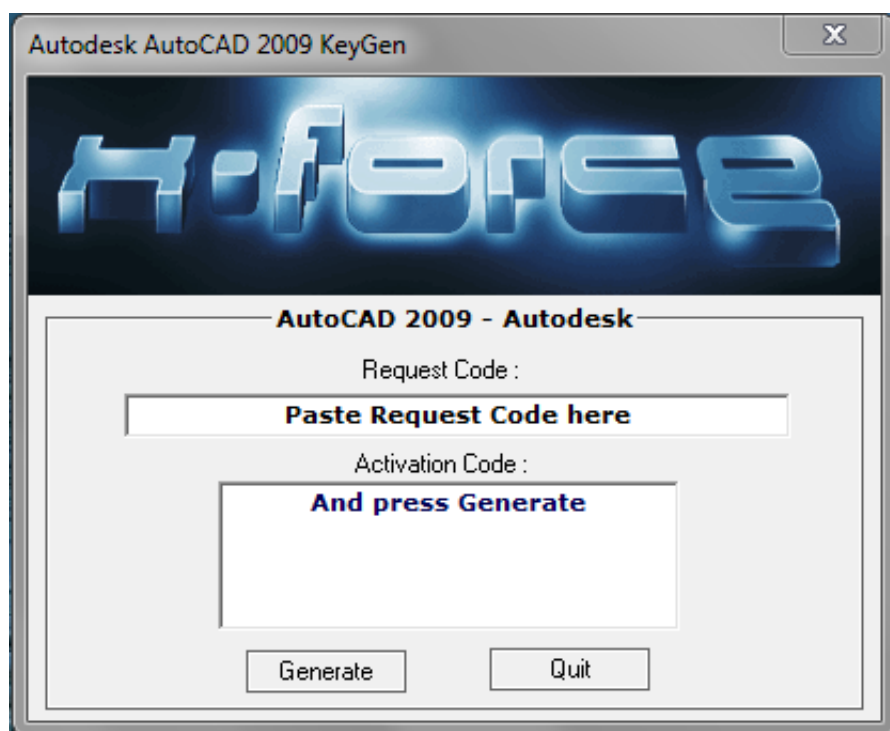 Autodesk AutoCAD 2009 KeyGen
x-force
AutoCAD 2009 - Autodesk
Request Code :
Paste Request Code here
Activation Code :
And press Generate
Generate Quit